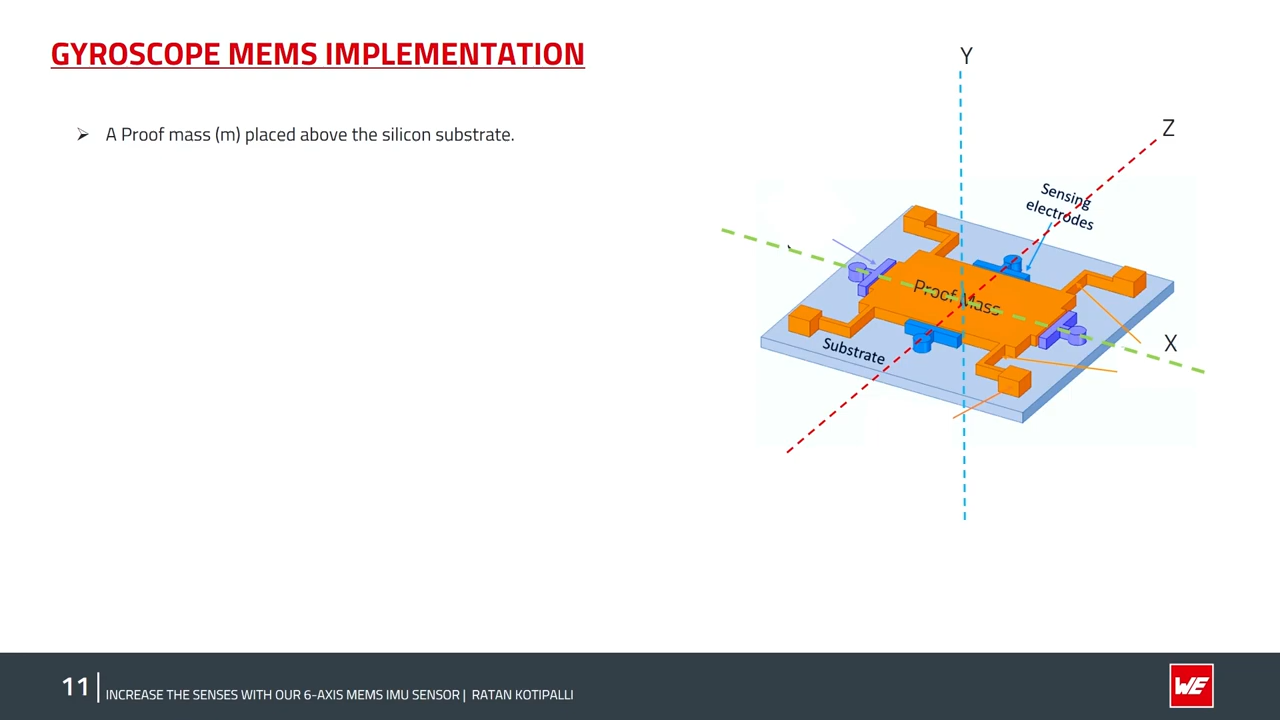 GYROSCOPE MEMS IMPLEMENTATION
A Proof mass (m) placed above the silicon substrate.
Y
Z
Sensing
electrodes
Proof Mass
X
Substrate
11
INCREASE THE SENSES WITH OUR 6-AXIS MEMS IMU SENSOR | RATAN KOTIPALLI
WE